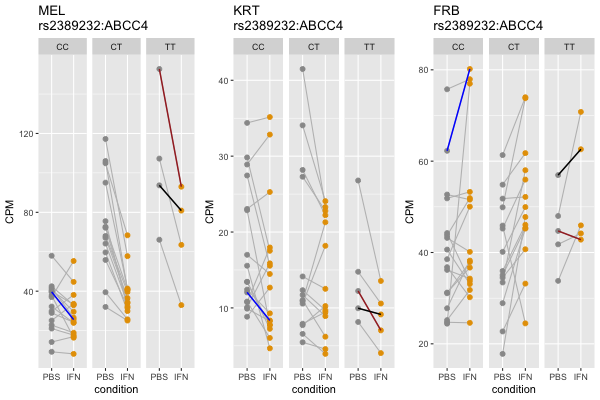 MEL
rs2389232:ABCC4
CC CT TT
CPM
120
80
40
PBS IFN PBS IFN PBS IFN
condition
KRT
rs2389232:ABCC4
CC CT TT
CPM
40
30
20
10
PBS IFN PBS IFN PBS IFN
condition
FRB
rs2389232:ABCC4
CC CT TT
CPM
80
60
40
20
PBS IFN PBS IFN PBS IFN
condition